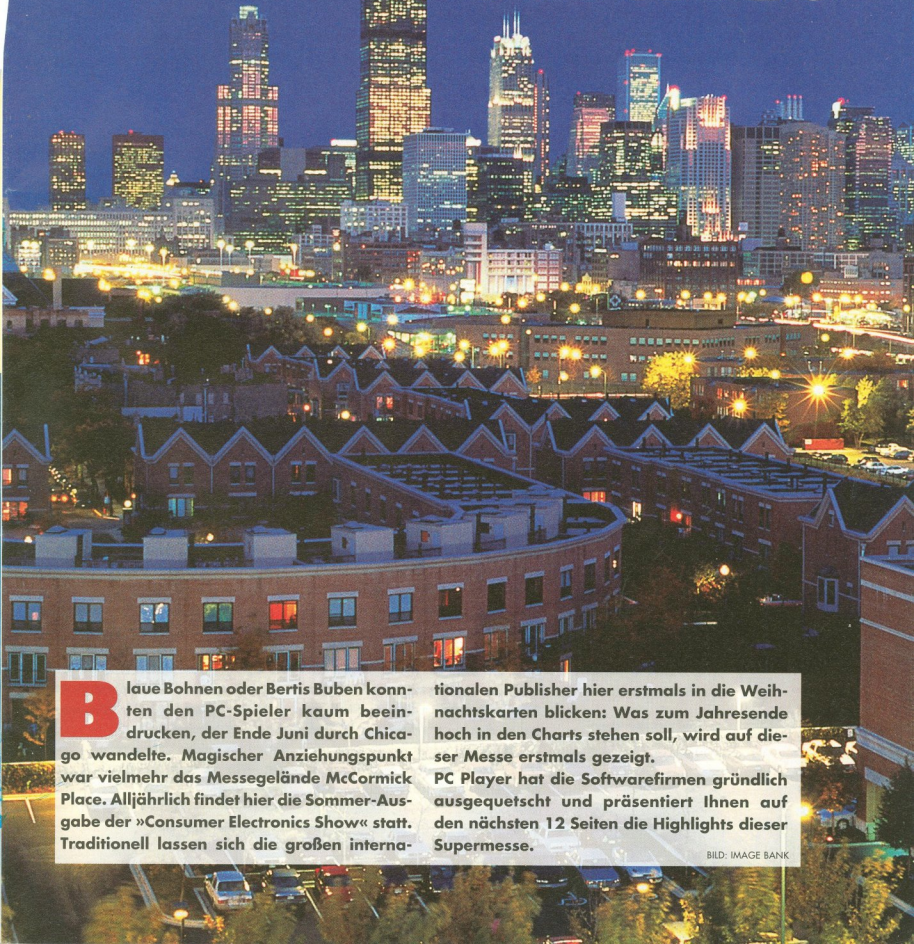 Blaue Bohnen oder Bertis Buben konn-
ten den PC-Spieler kaum beein-
drucken, der Ende Juni durch Chica-
go wandelte. Magischer Anziehungspunkt
war vielmehr das Messegelände McCormick
Place. Alljährlich findet hier die Sommer-Aus-
gabe der »Consumer Electronics Show« statt.
Traditionell lassen sich die großen interna-
tionalen Publisher hier erstmals in die Weih-
nachtskarten blicken: Was zum Jahresende
hoch in den Charts stehen soll, wird auf die-
ser Messe erstmals gezeigt.
PC Player hat die Softwarefirmen gründlich
ausgequetscht und präsentiert Ihnen auf
den nächsten 12 Seiten die Highlights dieser
Supermesse.
BILD: IMAGE BANK